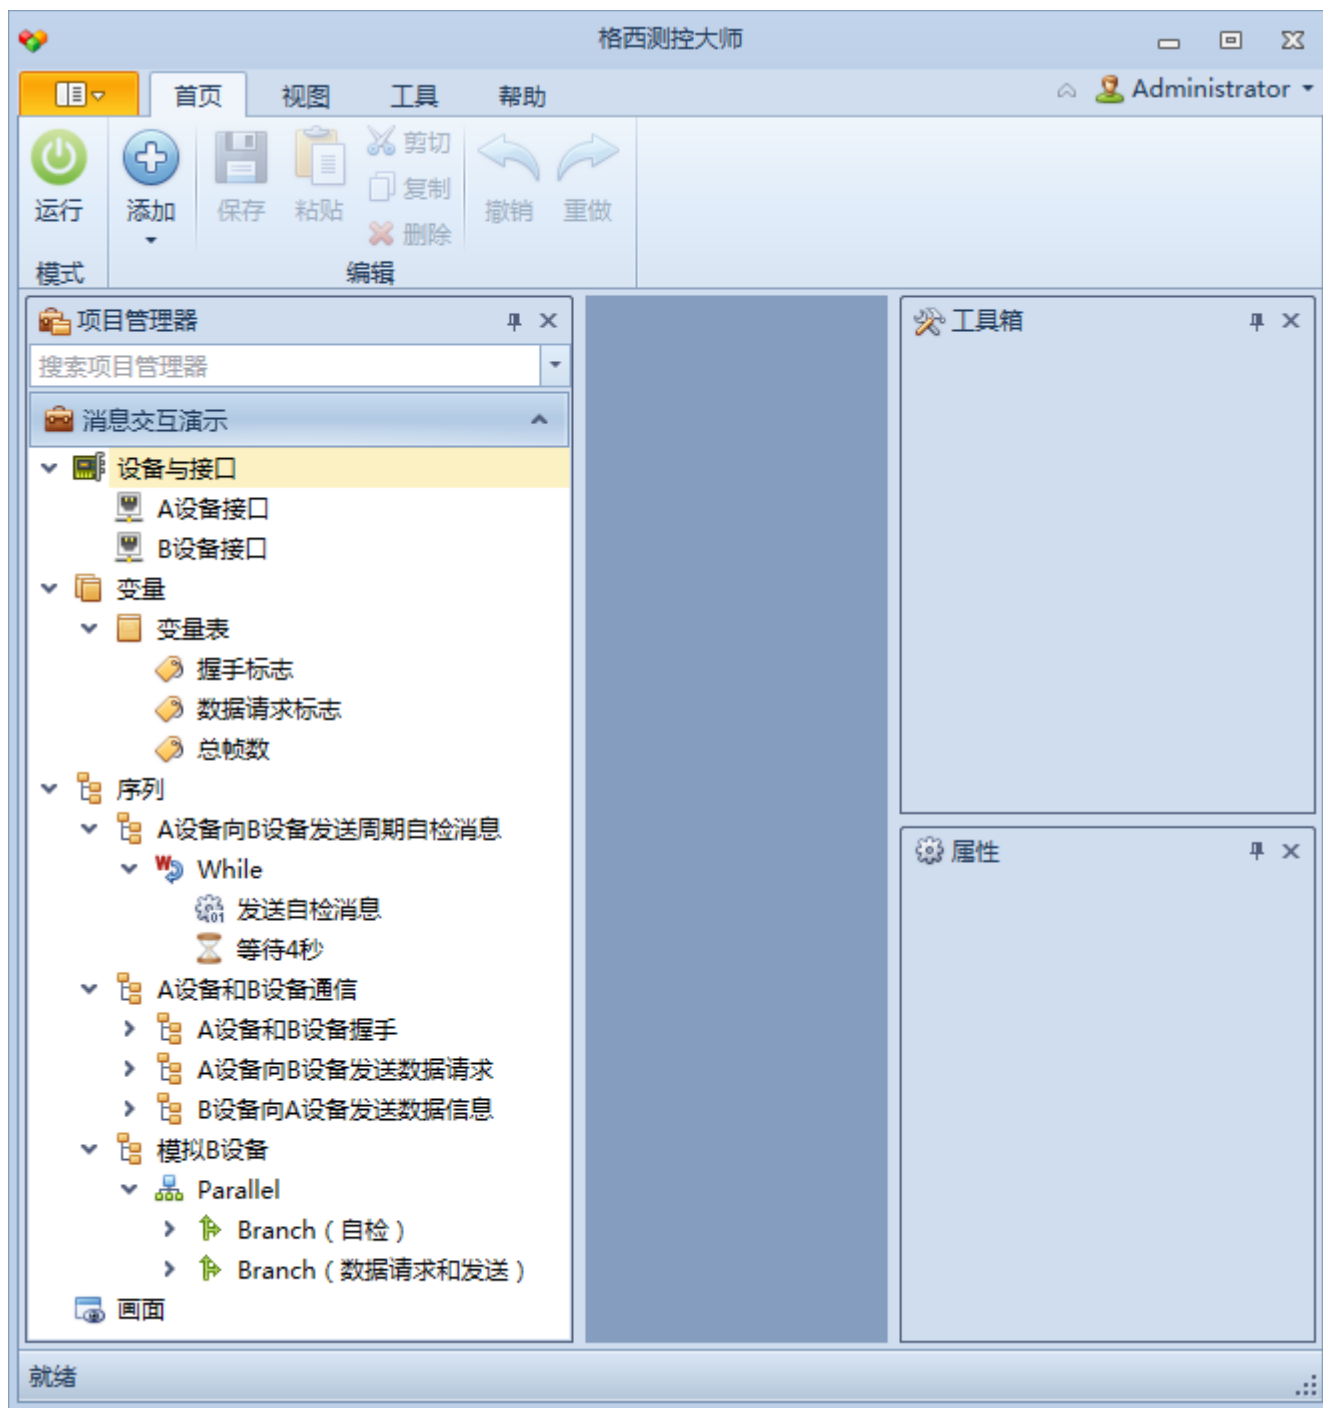 格西测控大师
首页 视图 工具 帮助 Administrator
运行 添加 保存 粘贴 剪切 复制 删除 撤销 重做
模式 编辑
项目管理器
搜索项目管理器
消息交互演示
设备与接口
A设备接口
B设备接口
变量
变量表
握手标志
数据请求标志
总帧数
序列
A设备向B设备发送周期自检消息
While
发送自检消息
等待4秒
A设备和B设备通信
A设备和B设备握手
A设备向B设备发送数据请求
B设备向A设备发送数据信息
模拟B设备
Parallel
Branch（自检）
Branch（数据请求和发送）
画面
工具箱
属性
就绪